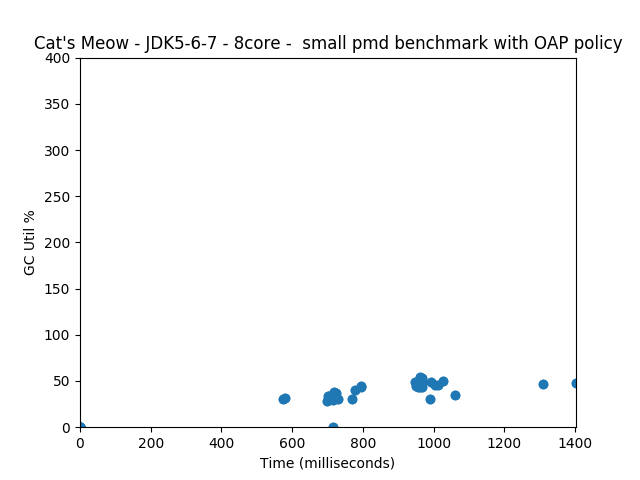 Cat's Meow - JDK5-6-7 - 8core -  small pmd benchmark with OAP policy
400
350
300
250
200
150
100
50
0
GC Util %
0 200 400 600 800 1000 1200 1400
Time (milliseconds)